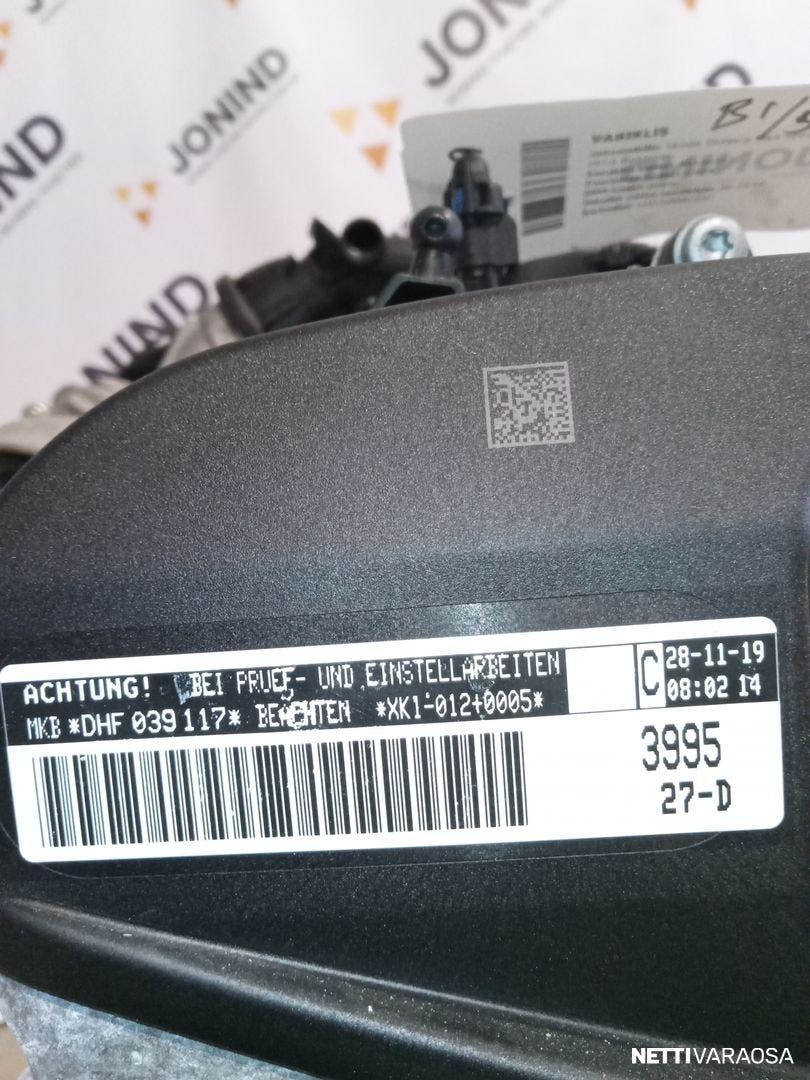 JONIND
JONIND
JONIND
VARIKLIS
B1/
ACHTUNG! BEI PRUEF- UND EINSTELLARBEITEN
MKB *DHF 039 117* BEACHTEN *XK1-012+0005*
C
28-11-19
08:02 14
3995
27-D
NETTIVARAOSA